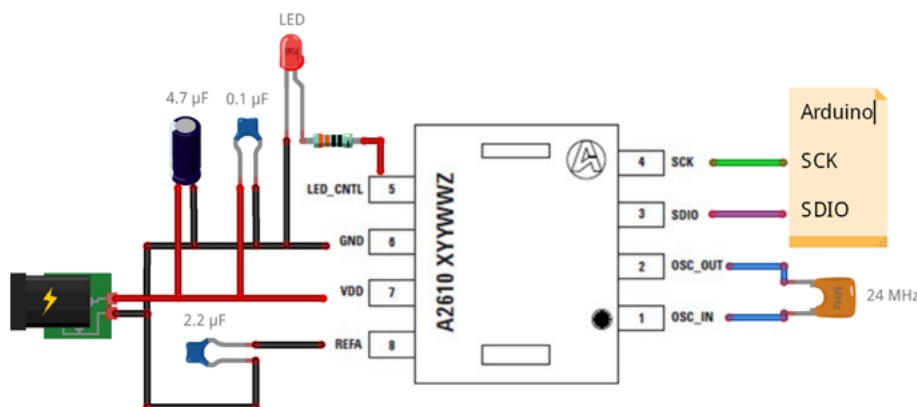 LED
4.7 µF
0.1 µF
Arduino
LED_CNTL
5
4
SCK
SCK
3
SDIO
SDIO
GND
6
A2610 XYYWWZ
2
OSC_OUT
VDD
7
MHz
24 MHz
2.2 µF
1
OSC_IN
REFA
8